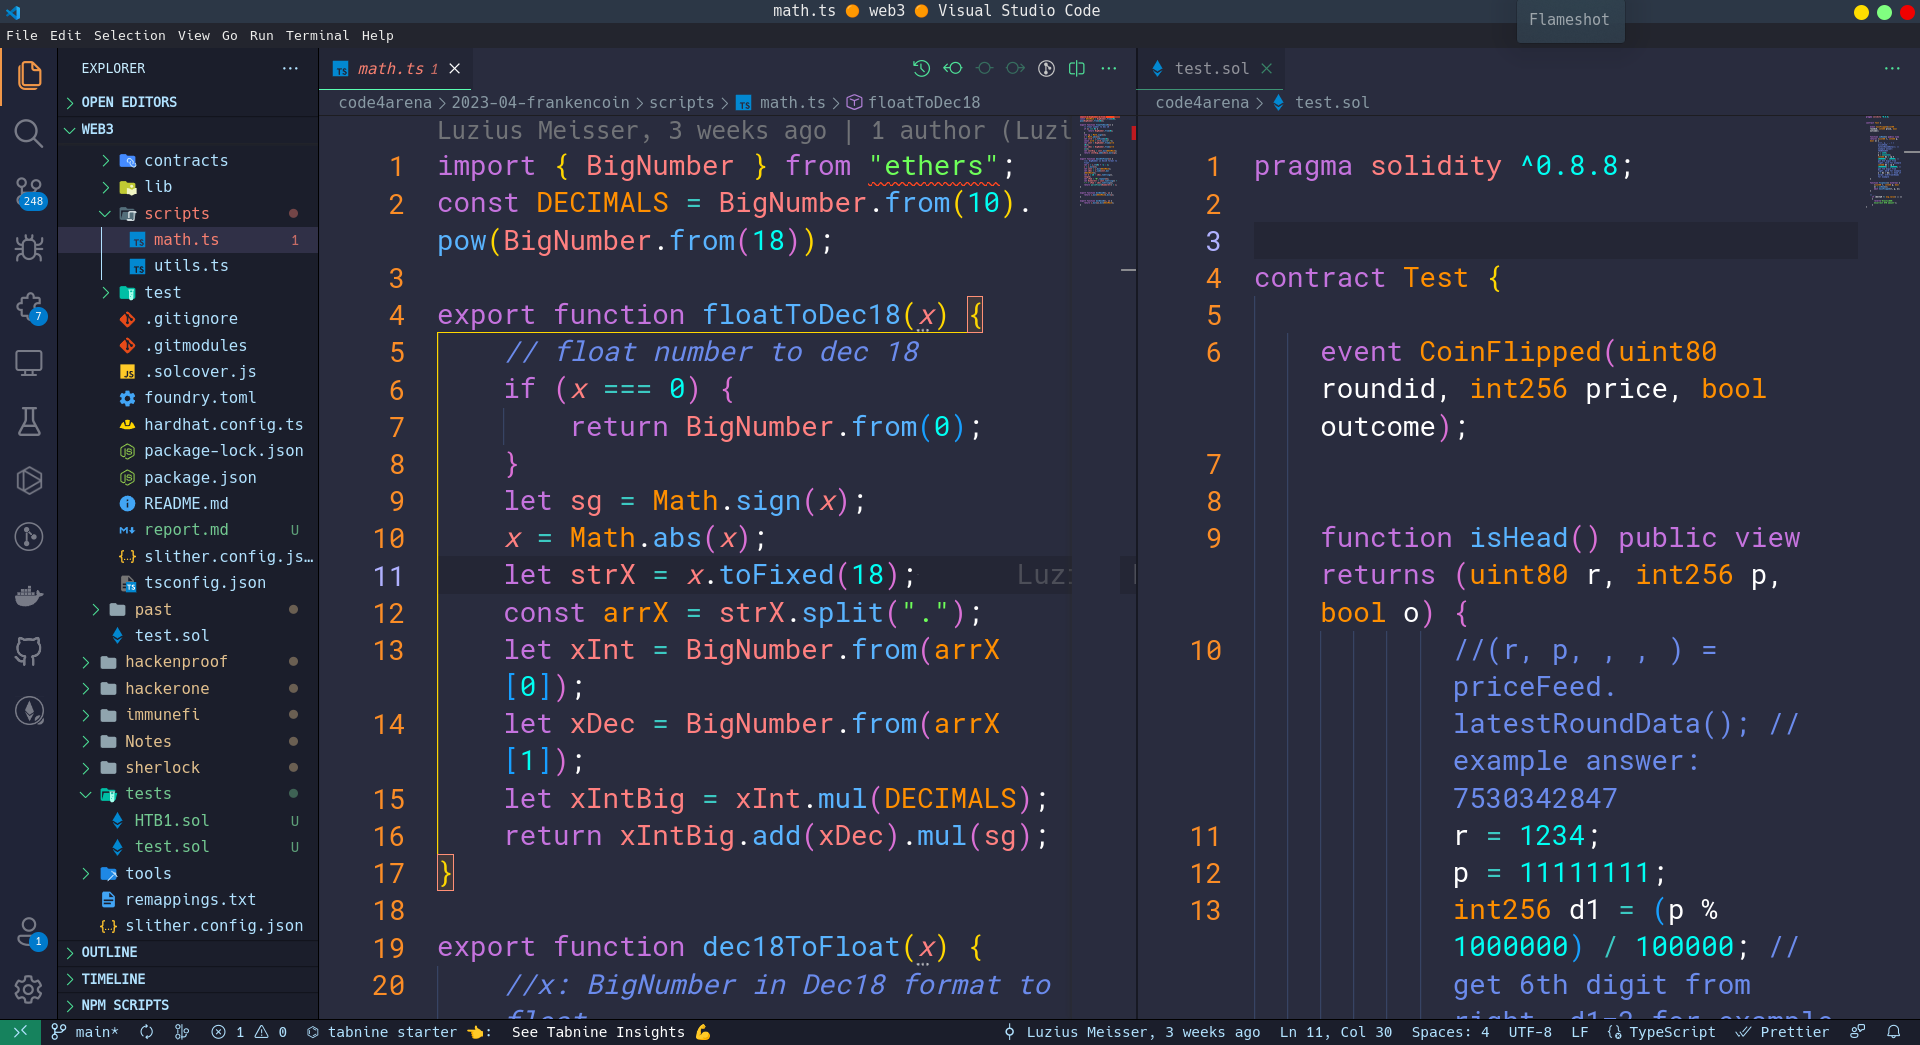 math.ts web3 Visual Studio Code
Flameshot
File Edit Selection View Go Run Terminal Help
EXPLORER
OPEN EDITORS
WEB3
contracts
lib
scripts
math.ts 1
utils.ts
test
.gitignore
.gitmodules
.solcover.js
foundry.toml
hardhat.config.ts
package-lock.json
package.json
README.md
report.md U
slither.config.js...
tsconfig.json
past
test.sol
hackenproof
hackerone
immunefi
Notes
sherlock
tests
HTB1.sol U
test.sol U
tools
remappings.txt
slither.config.json
OUTLINE
TIMELINE
NPM SCRIPTS
248
7
1
math.ts 1
code4arena > 2023-04-frankencoin > scripts > math.ts > floatToDec18
Luzius Meisser, 3 weeks ago | 1 author (Luzi
1 import { BigNumber } from "ethers";
2 const DECIMALS = BigNumber.from(10).
pow(BigNumber.from(18));
3
4 export function floatToDec18(x) {
5 // float number to dec 18
6 if (x === 0) {
7 return BigNumber.from(0);
8 }
9 let sg = Math.sign(x);
10 x = Math.abs(x);
11 let strX = x.toFixed(18); Luzi
12 const arrX = strX.split(".");
13 let xInt = BigNumber.from(arrX
[0]);
14 let xDec = BigNumber.from(arrX
[1]);
15 let xIntBig = xInt.mul(DECIMALS);
16 return xIntBig.add(xDec).mul(sg);
17 }
18
19 export function dec18ToFloat(x) {
20 //x: BigNumber in Dec18 format to
float
test.sol
code4arena > test.sol
1 pragma solidity ^0.8.8;
2
3
4 contract Test {
5
6 event CoinFlipped(uint80
roundid, int256 price, bool
outcome);
7
8
9 function isHead() public view
returns (uint80 r, int256 p,
bool o) {
10 //(r, p, , , ) =
priceFeed.
latestRoundData(); //
example answer:
7530342847
11 r = 1234;
12 p = 11111111;
13 int256 d1 = (p %
1000000) / 100000; //
get 6th digit from
right, d1=3 for example
main* 1 0 tabnine starter : See Tabnine Insights Luzius Meisser, 3 weeks ago Ln 11, Col 30 Spaces: 4 UTF-8 LF TypeScript Prettier